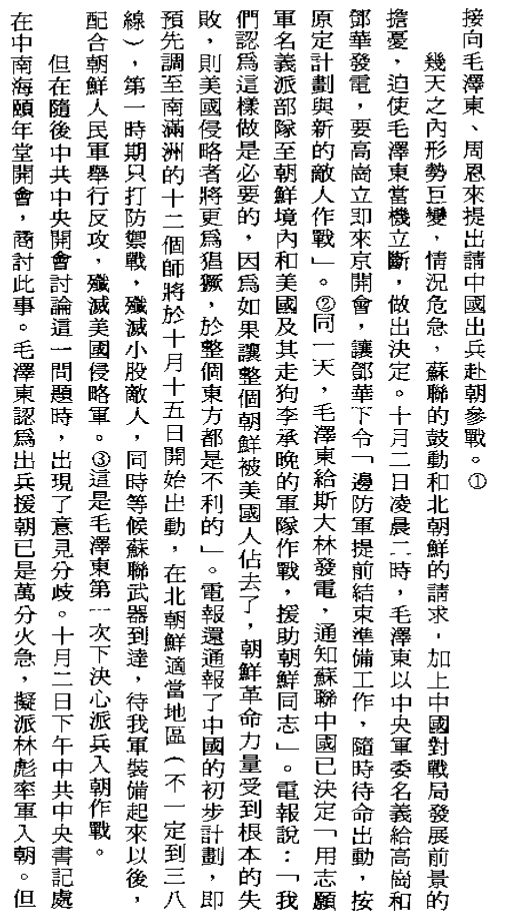 接向毛澤東、周恩來提出請中國出兵赴朝參戰。①
幾天之內形勢巨變，情況危急，蘇聯的鼓動和北朝鮮的請求，加上中國對戰局發展前景的
擔憂，迫使毛澤東當機立斷，做出決定。十月二日凌晨二時，毛澤東以中央軍委名義給高崗和
鄧華發電，要高崗立即來京開會，讓鄧華下令「邊防軍提前結束準備工作，隨時待命出動，按
原定計劃與新的敵人作戰」。②同一天，毛澤東給斯大林發電，通知蘇聯中國已決定「用志願
軍名義派部隊至朝鮮境內和美國及其走狗李承晚的軍隊作戰，援助朝鮮同志」。電報說：「我
們認爲這樣做是必要的，因爲如果讓整個朝鮮被美國人佔去了，朝鮮革命力量受到根本的失
敗，則美國侵略者將更爲猖獗，於整個東方都是不利的」。電報還通報了中國的初步計劃，即
預先調至南滿洲的十二個師將於十月十五日開始出動，在北朝鮮適當地區（不一定到三八
線），第一時期只打防禦戰，殲滅小股敵人，同時等候蘇聯武器到達，待我軍裝備起來以後，
配合朝鮮人民軍舉行反攻，殲滅美國侵略軍。③這是毛澤東第一次下決心派兵入朝作戰。
但在隨後中共中央開會討論這一問題時，出現了意見分歧。十月二日下午中共中央書記處
在中南海頤年堂開會，商討此事。毛澤東認爲出兵援朝已是萬分火急，擬派林彪率軍入朝。但